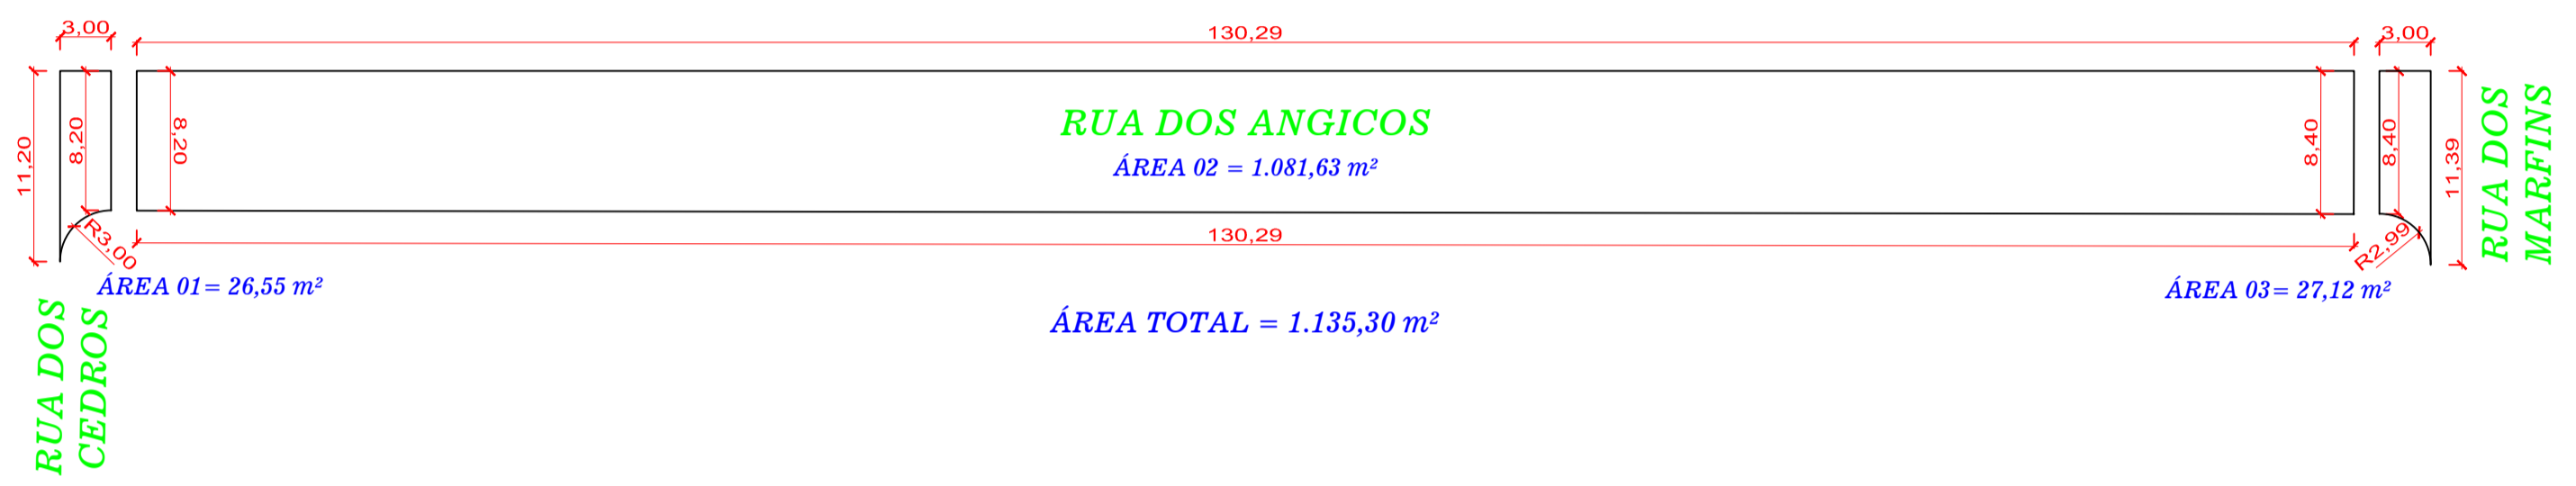 3,00
130,29
3,00
11,20
8,20
8,20
RUA DOS ANGICOS
ÁREA 02 = 1.081,63 m²
8,40
8,40
11,39
RUA DOS
MARFINS
R3,00
130,29
R2,99
ÁREA 01= 26,55 m²
ÁREA 03= 27,12 m²
ÁREA TOTAL = 1.135,30 m²
RUA DOS
CEDROS